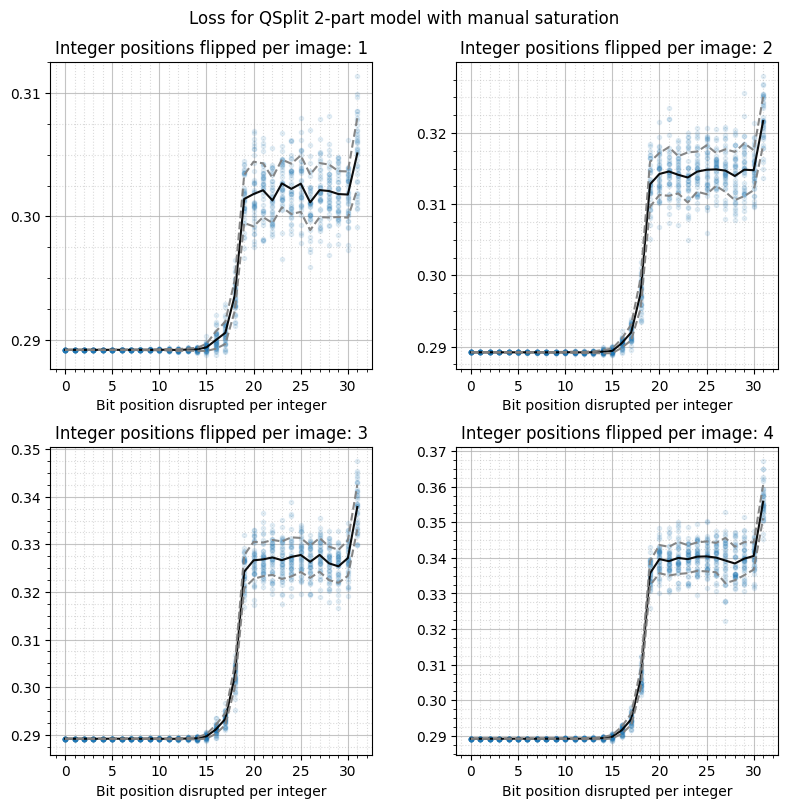 Loss for QSplit 2-part model with manual saturation
Integer positions flipped per image: 1
0.31
0.30
0.29
0 5 10 15 20 25 30
Bit position disrupted per integer
Integer positions flipped per image: 2
0.32
0.31
0.30
0.29
0 5 10 15 20 25 30
Bit position disrupted per integer
Integer positions flipped per image: 3
0.35
0.34
0.33
0.32
0.31
0.30
0.29
0 5 10 15 20 25 30
Bit position disrupted per integer
Integer positions flipped per image: 4
0.37
0.36
0.35
0.34
0.33
0.32
0.31
0.30
0.29
0 5 10 15 20 25 30
Bit position disrupted per integer